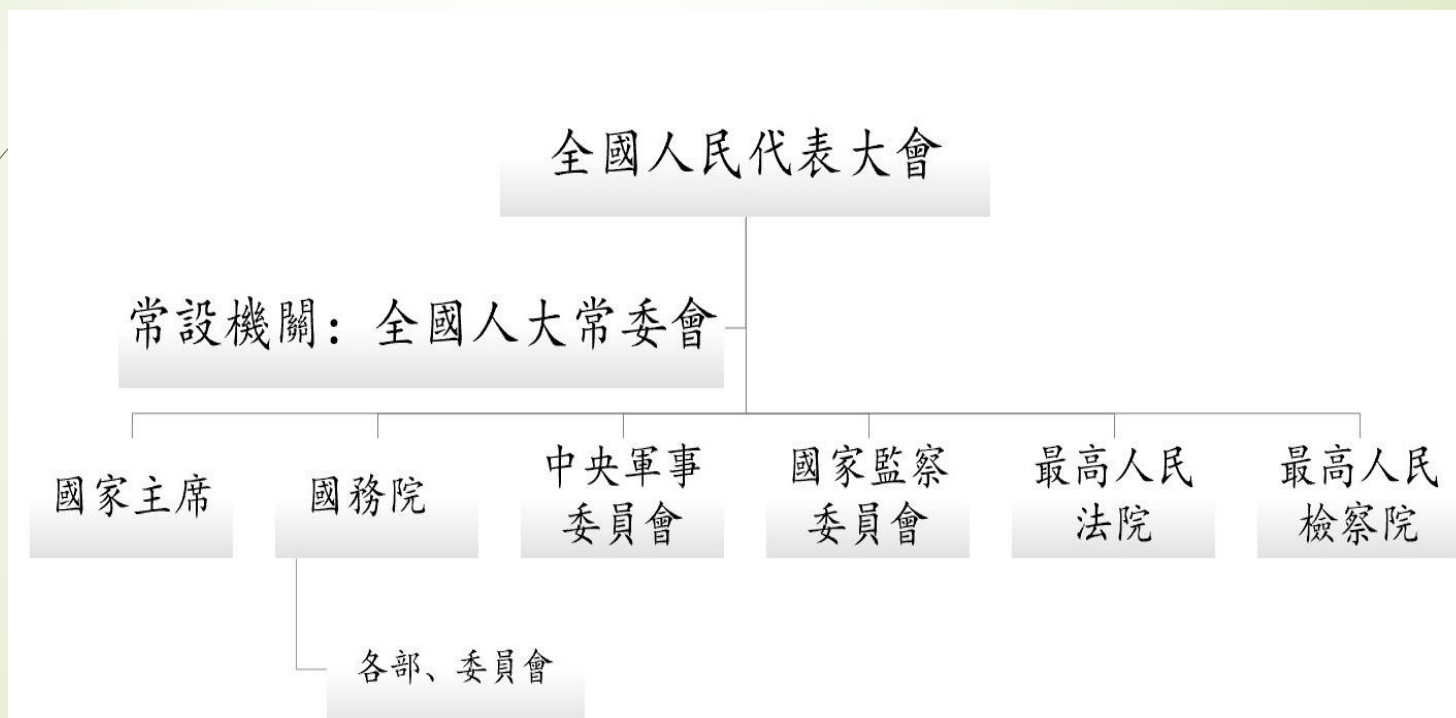 全國人民代表大會
常設機關：全國人大常委會
國家主席
國務院
中央軍事
委員會
國家監察
委員會
最高人民
法院
最高人民
檢察院
各部、委員會